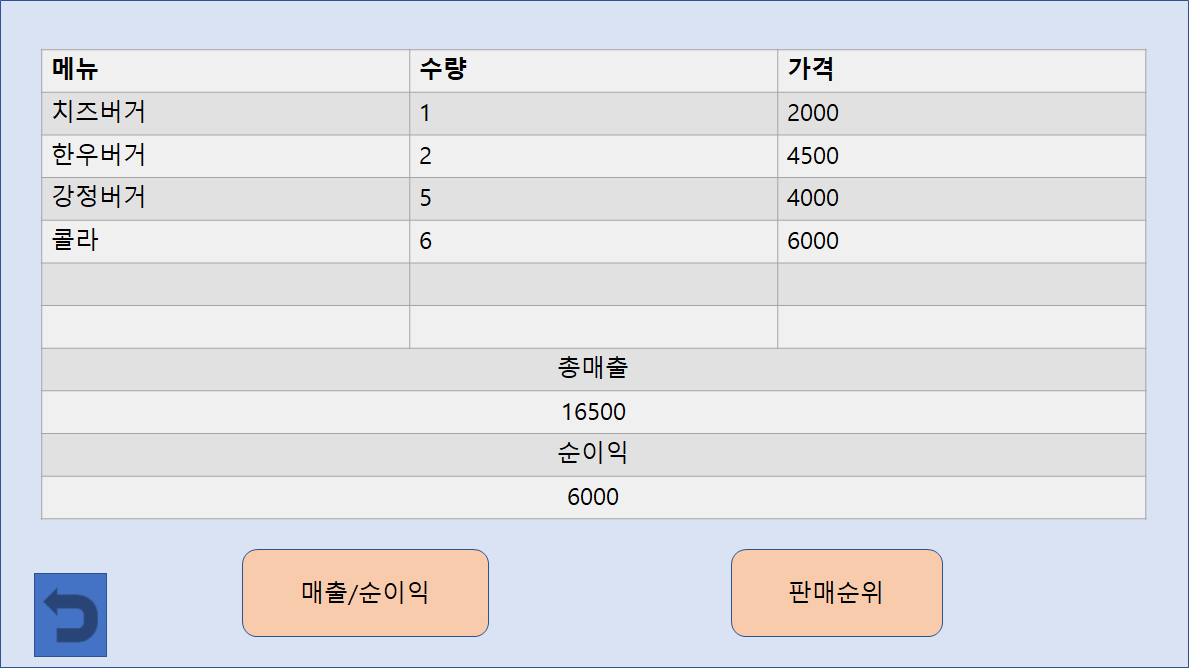 메뉴 수량 가격
치즈버거 1 2000
한우버거 2 4500
강정버거 5 4000
콜라 6 6000
총매출
16500
순이익
6000
매출/순이익 판매순위